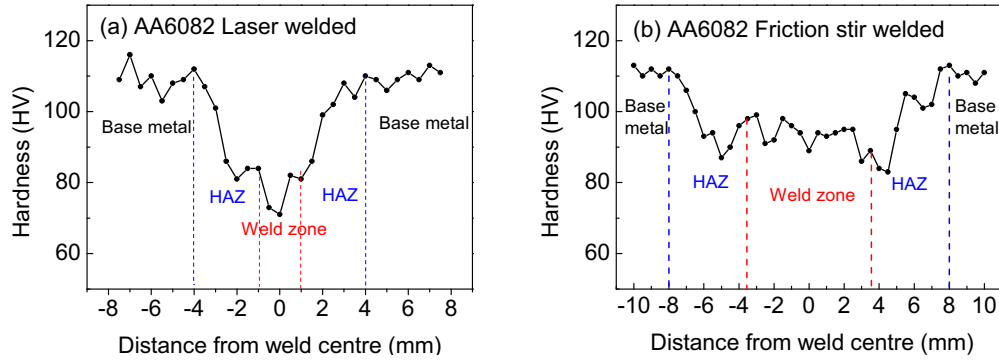 (a) AA6082 Laser welded
Hardness (HV)
120
100
80
60
Base metal
Base metal
HAZ
HAZ
Weld zone
-8 -6 -4 -2 0 2 4 6 8
Distance from weld centre (mm)
(b) AA6082 Friction stir welded
Hardness (HV)
120
100
80
60
Base
metal
Base
metal
HAZ
HAZ
Weld zone
-10 -8 -6 -4 -2 0 2 4 6 8 10
Distance from weld centre (mm)